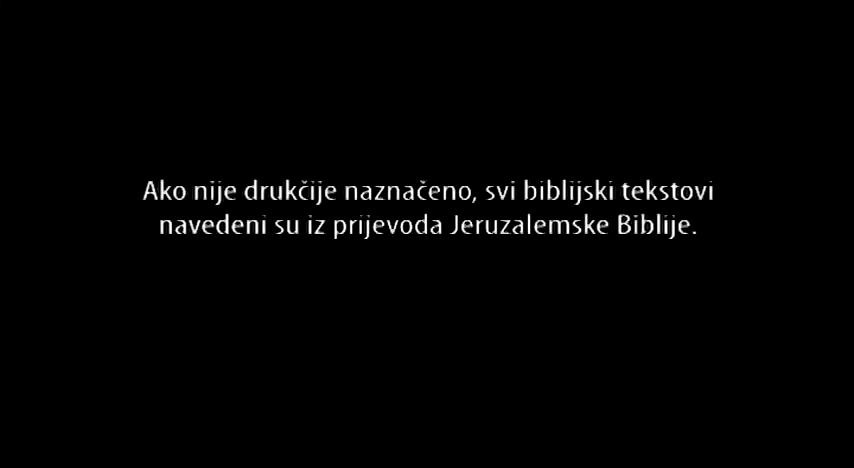 Ako nije drukčije naznačeno, svi biblijski tekstovi
navedeni su iz prijevoda Jeruzalemske Biblije.